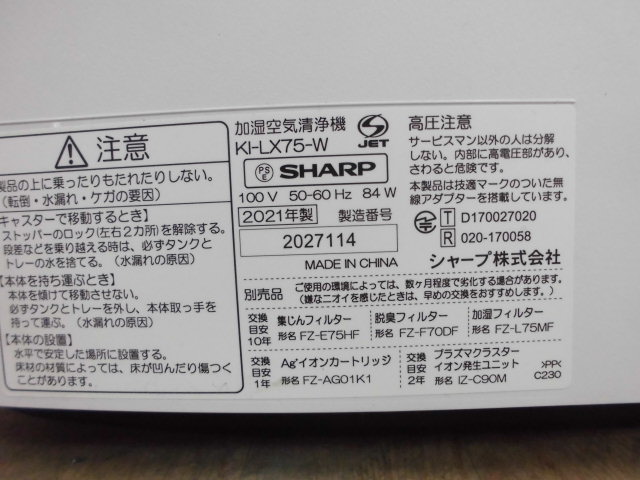 注意
製品の上に乗ったりもたれたりしない。
(転倒・水漏れ・ケガの要因)
【キャスターで移動するとき】
ストッパーのロック(左右2カ所)を解除する。
段差などを乗り越える時は、必ずタンクと
トレーの水を捨てる。(水漏れの原因)
【本体を持ち運ぶとき】
本体を傾けて移動させない。
必ずタンクとトレーを外し、本体取っ手を
持って運ぶ。(水漏れの原因)
【本体の設置】
水平で安定した場所に設置する。
床材の材質によっては、床が凹んだり傷つく
ことがあります。
加湿空気清浄機
KI-LX75-W
JET
PS
E
SHARP
100 V 50-60 Hz 84 W
2021年製 製造番号
2027114
MADE IN CHINA
高圧注意
サービスマン以外の人は分解
しない。内部に高電圧部があり、
さわると危険です。
本製品は技適マークのついた無
線アダプターを搭載しています。
T D170027020
R 020-170058
シャープ株式会社
別売品 ご使用の環境によっては、数ヶ月程度で劣化する場合があります。
(嫌なニオイを感じたときは、早めの交換をおすすめします)
交換目安10年 集じんフィルター 形名 FZ-E75HF
脱臭フィルター 形名 FZ-F70DF
加湿フィルター 形名 FZ-L75MF
交換目安1年 Ag⁺イオンカートリッジ 形名 FZ-AG01K1
交換目安2年 プラズマクラスターイオン発生ユニット 形名 IZ-C90M
>PP<
C230